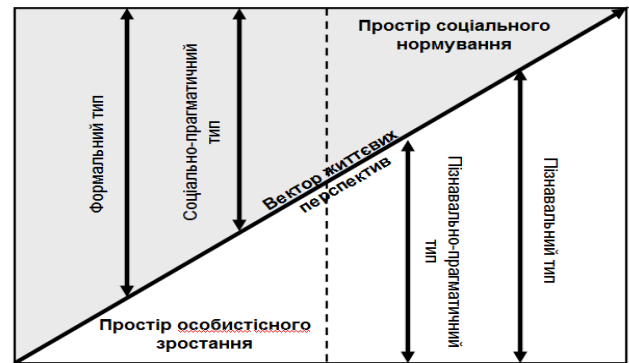 Простір соціального
нормування
Формальний тип
Соціально-прагматичний
тип
Вектор життєвих
перспектив
Пізнавально-прагматичний
тип
Пізнавальний тип
Простір особистісного
зростання